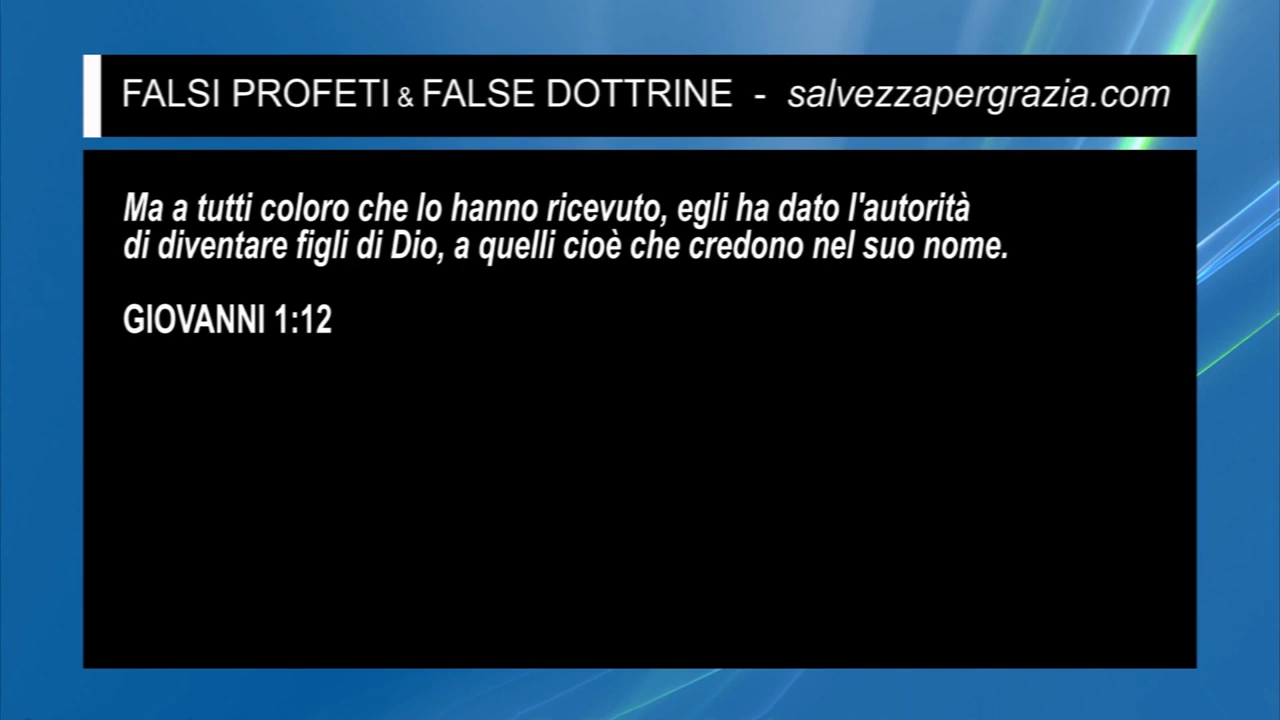 FALSI PROFETI & FALSE DOTTRINE - salvezzapergrazia.com
Ma a tutti coloro che lo hanno ricevuto, egli ha dato l'autorità
di diventare figli di Dio, a quelli cioè che credono nel suo nome.
GIOVANNI 1:12